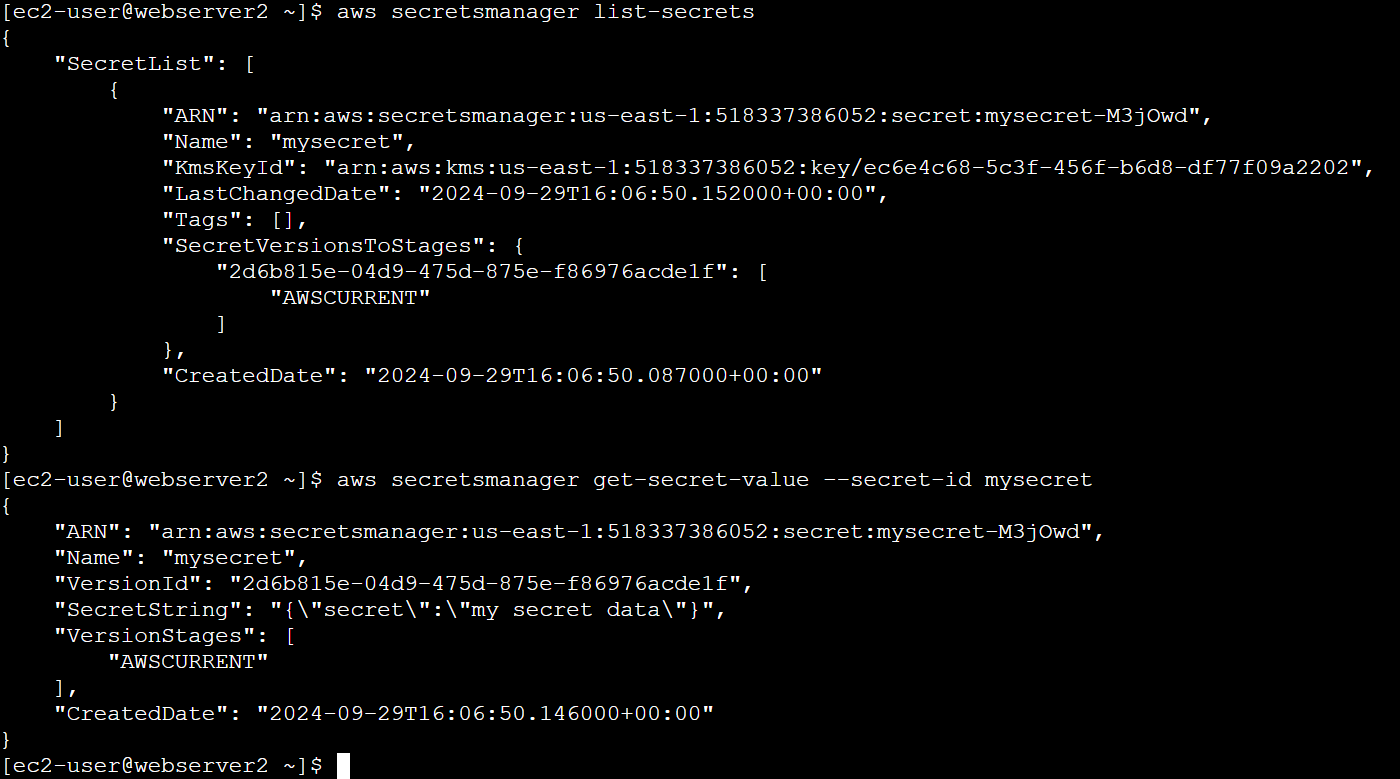 [ec2-user@webserver2 ~]$ aws secretsmanager list-secrets
{
    "SecretList": [
        {
            "ARN": "arn:aws:secretsmanager:us-east-1:518337386052:secret:mysecret-M3jOwd",
            "Name": "mysecret",
            "KmsKeyId": "arn:aws:kms:us-east-1:518337386052:key/ec6e4c68-5c3f-456f-b6d8-df77f09a2202",
            "LastChangedDate": "2024-09-29T16:06:50.152000+00:00",
            "Tags": [],
            "SecretVersionsToStages": {
                "2d6b815e-04d9-475d-875e-f86976acde1f": [
                    "AWSCURRENT"
                ]
            },
            "CreatedDate": "2024-09-29T16:06:50.087000+00:00"
        }
    ]
}
[ec2-user@webserver2 ~]$ aws secretsmanager get-secret-value --secret-id mysecret
{
    "ARN": "arn:aws:secretsmanager:us-east-1:518337386052:secret:mysecret-M3jOwd",
    "Name": "mysecret",
    "VersionId": "2d6b815e-04d9-475d-875e-f86976acde1f",
    "SecretString": "{\"secret\":\"my secret data\"}",
    "VersionStages": [
        "AWSCURRENT"
    ],
    "CreatedDate": "2024-09-29T16:06:50.146000+00:00"
}
[ec2-user@webserver2 ~]$